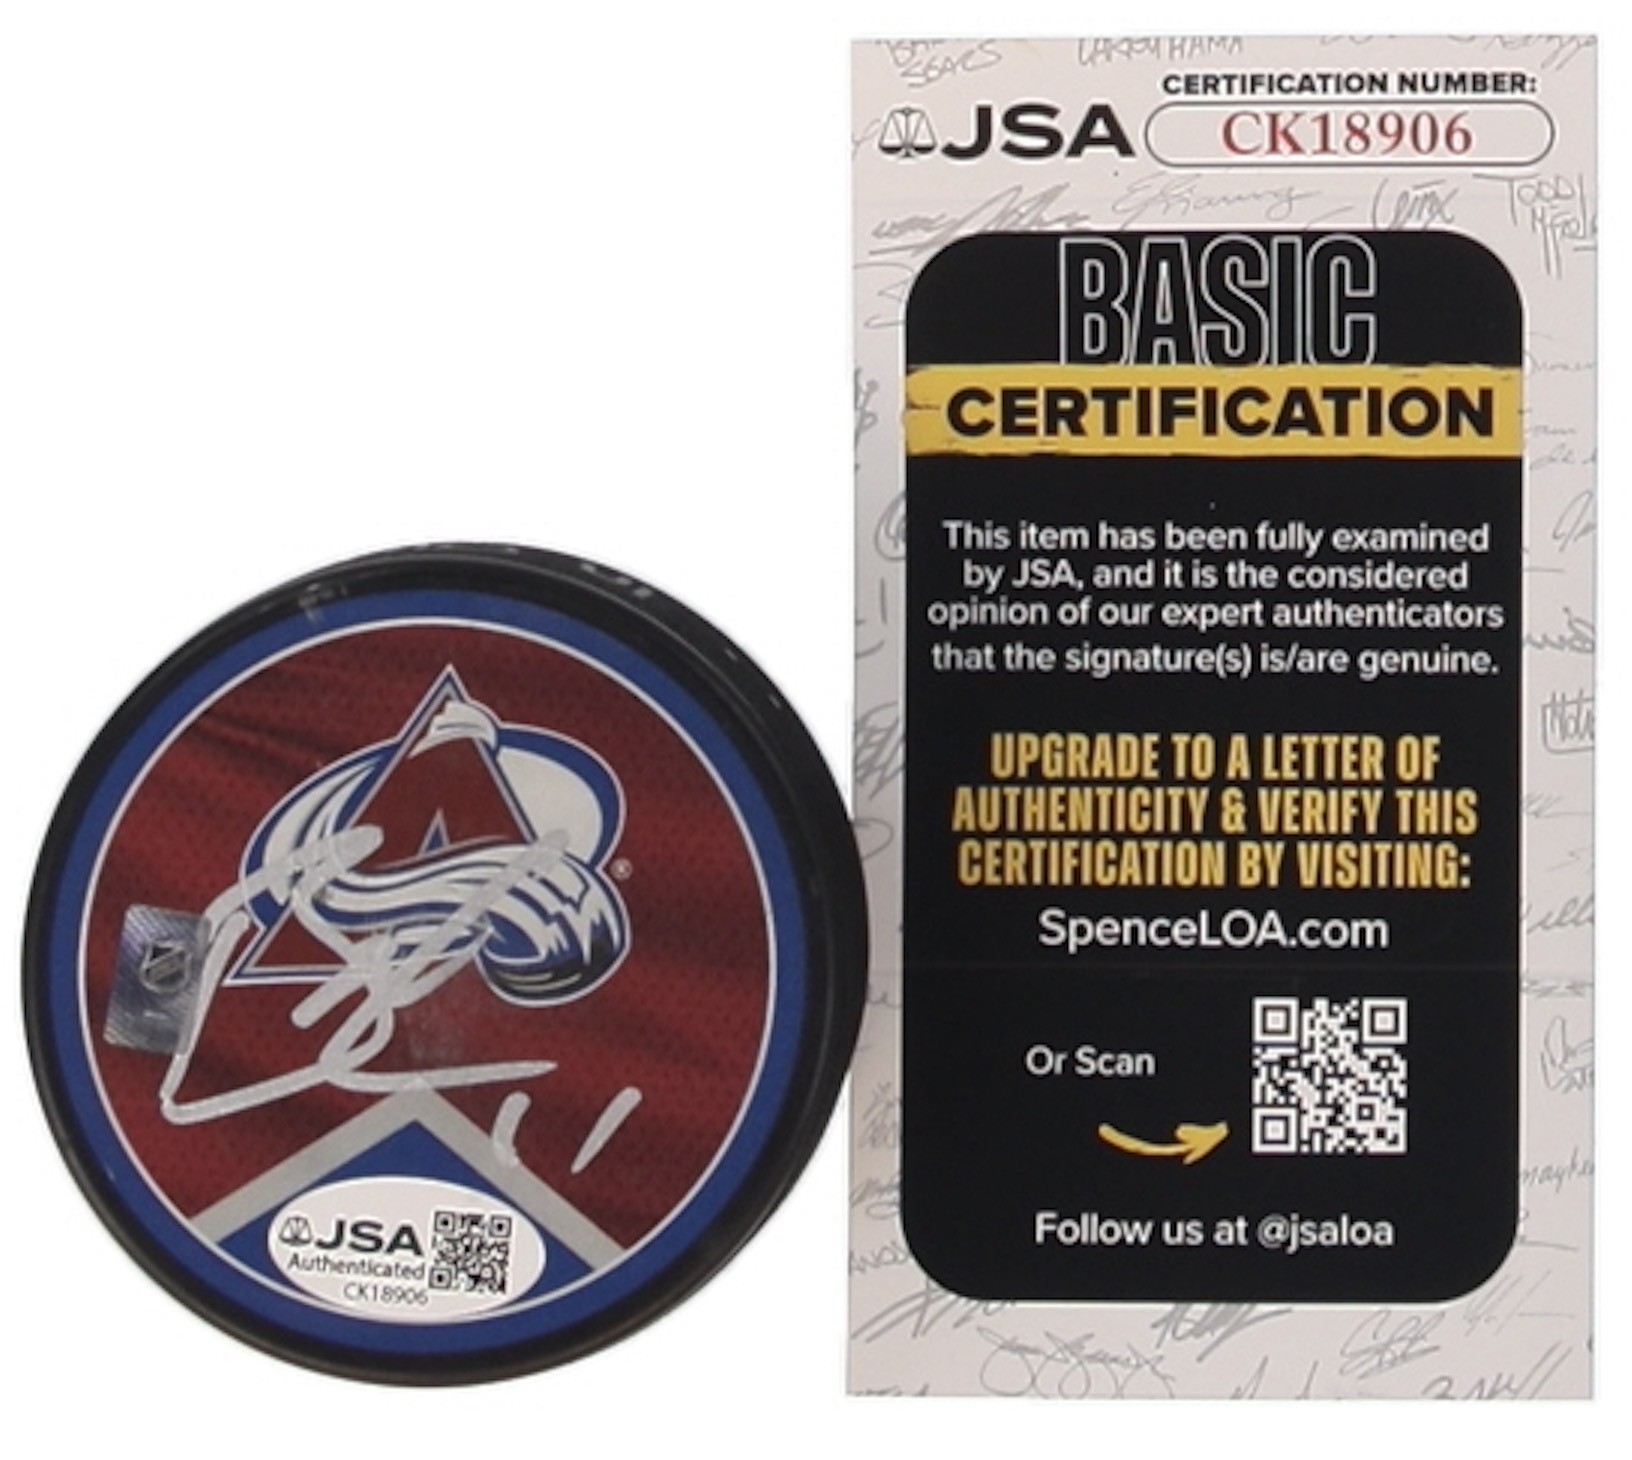 CERTIFICATION NUMBER:
JSA CK18906
BASIC
CERTIFICATION
This item has been fully examined
by JSA, and it is the considered
opinion of our expert authenticators
that the signature(s) is/are genuine.
UPGRADE TO A LETTER OF
AUTHENTICITY & VERIFY THIS
CERTIFICATION BY VISITING:
SpenceLOA.com
Or Scan
Follow us at @jsaloa
A
®
11
JSA
Authenticated
CK18906